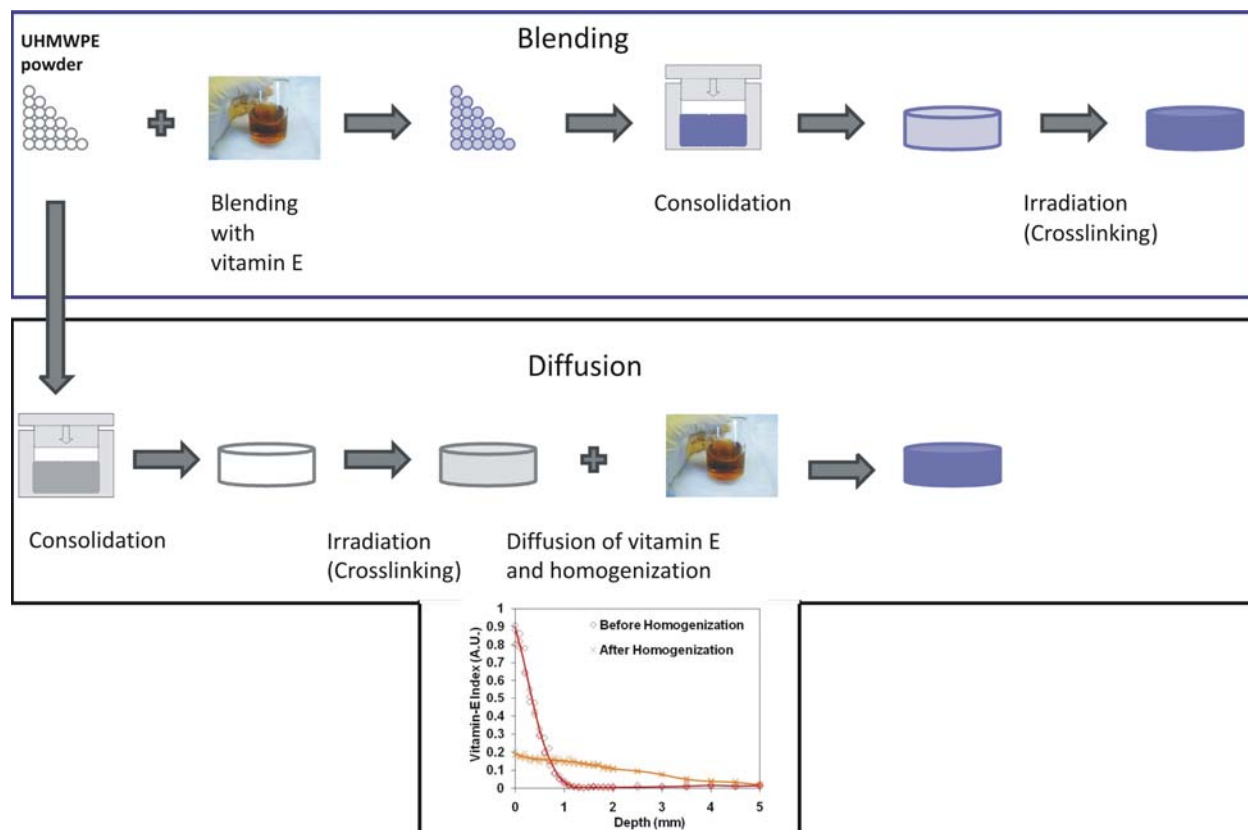 Blending
UHMWPE
powder
Blending
with
vitamin E
Consolidation
Irradiation
(Crosslinking)
Diffusion
Consolidation
Irradiation
(Crosslinking)
Diffusion of vitamin E
and homogenization
Vitamin-E Index (A.U.)
1
0.9
0.8
0.7
0.6
0.5
0.4
0.3
0.2
0.1
0
Before Homogenization
After Homogenization
0 1 2 3 4 5
Depth (mm)